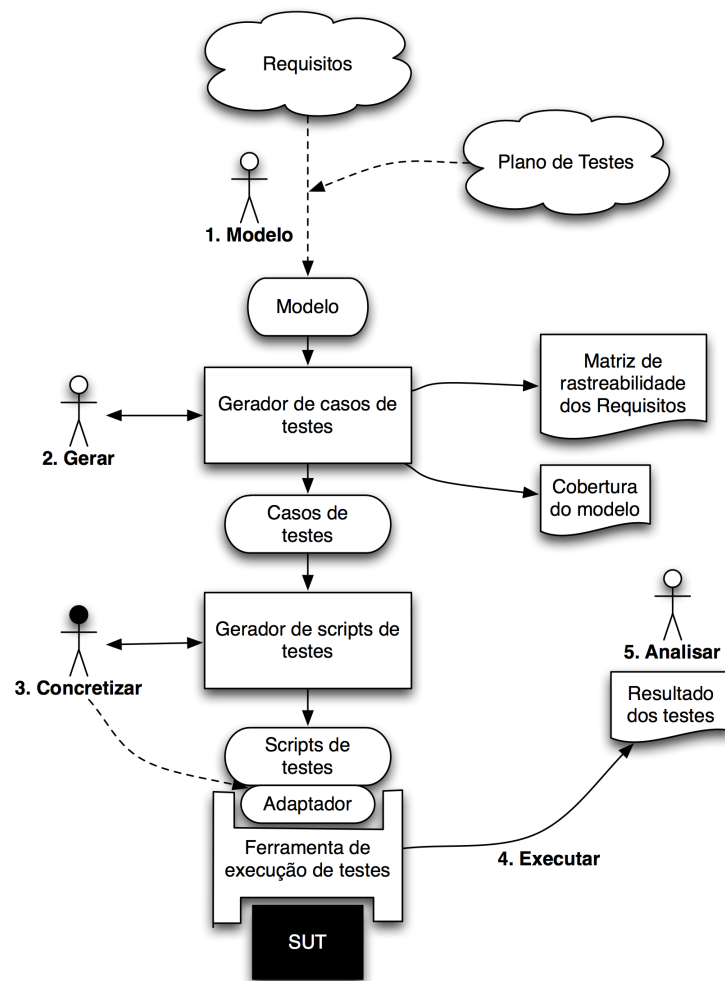 Requisitos
Plano de Testes
1. Modelo
Modelo
Gerador de casos de
testes
Matriz de
rastreabilidade
dos Requisitos
2. Gerar
Cobertura
do modelo
Casos de
testes
Gerador de scripts de
testes
3. Concretizar
5. Analisar
Resultado
dos testes
Scripts de
testes
Adaptador
Ferramenta de
execução de testes
4. Executar
SUT